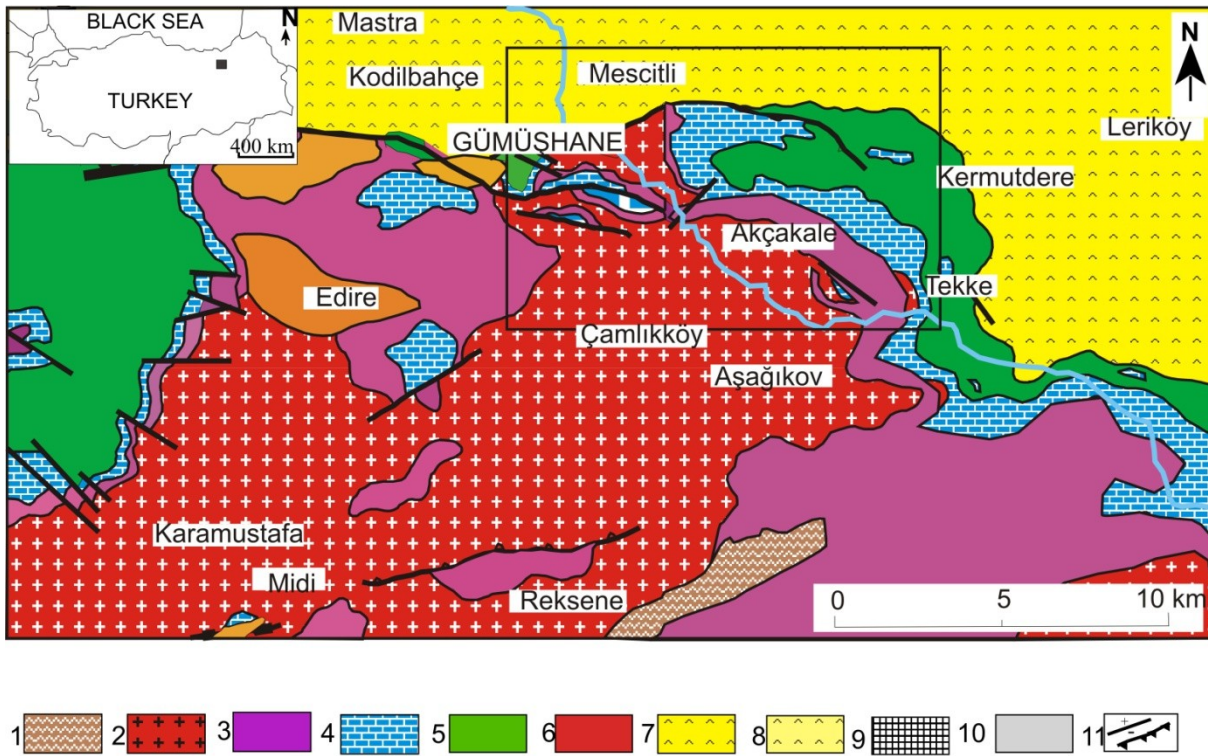 BLACK SEA
N
TURKEY
400 km
Mastra
Kodilbahçe
Mescitli
N
Leriköy
GÜMÜŞHANE
Kermutdere
Akçakale
Edire
Tekke
Çamlıkköy
Aşağıkov
Karamustafa
Midi
Reksene
0 5 10 km
1 2 3 4 5 6 7 8 9 10 11